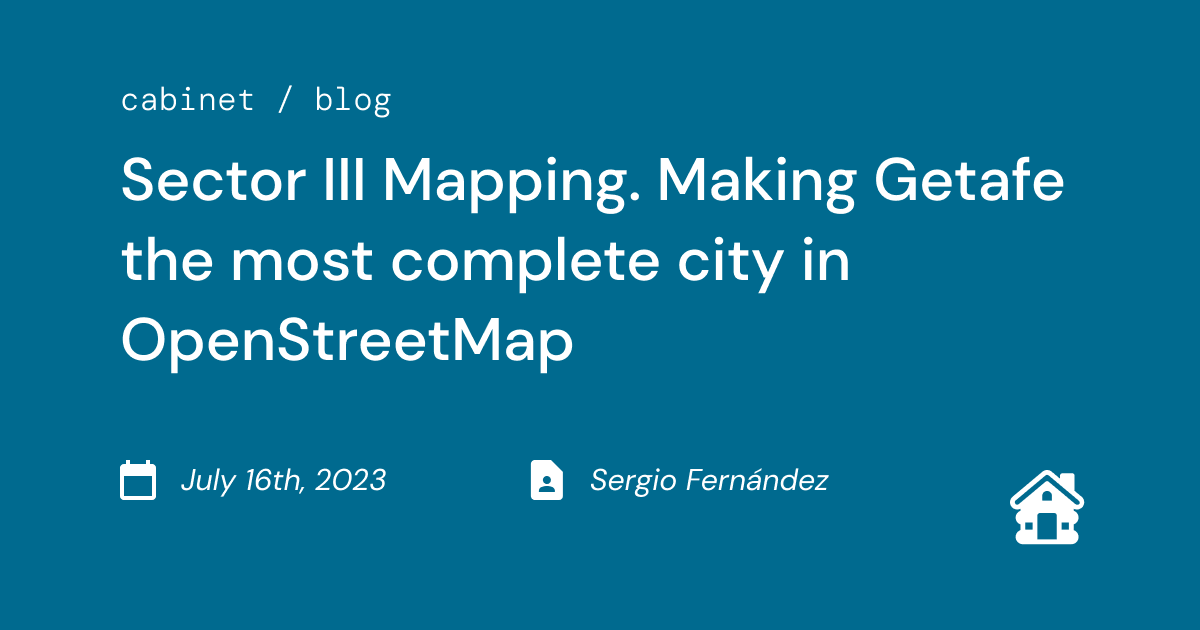 cabinet / blog
Sector III Mapping. Making Getafe
the most complete city in
OpenStreetMap
July 16th, 2023
Sergio Fernández